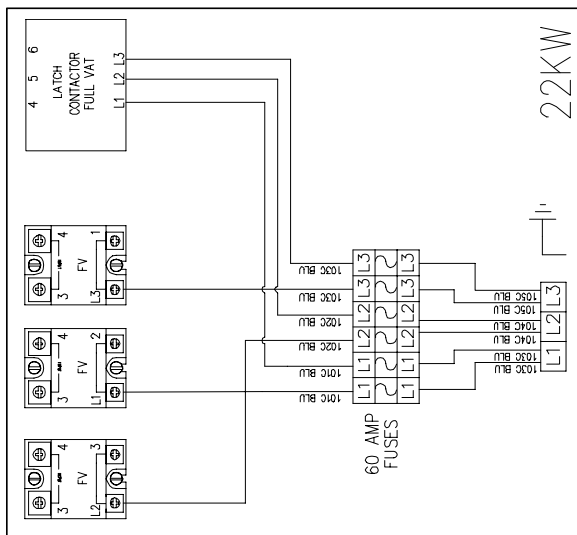 3 4
FV
L2 3
3 4
FV
L1 2
3 4
FV
L3 1
4 5 6
LATCH
CONTACTOR
FULL VAT
L1 L2 L3
101C BLU
101C BLU
102C BLU
102C BLU
103C BLU
103C BLU
60 AMP
FUSES
L1 L1 L2 L2 L3 L3
L1 L1 L2 L2 L3 L3
103C BLU
103C BLU
104C BLU
104C BLU
105C BLU
105C BLU
L1 L2 L3
22KW